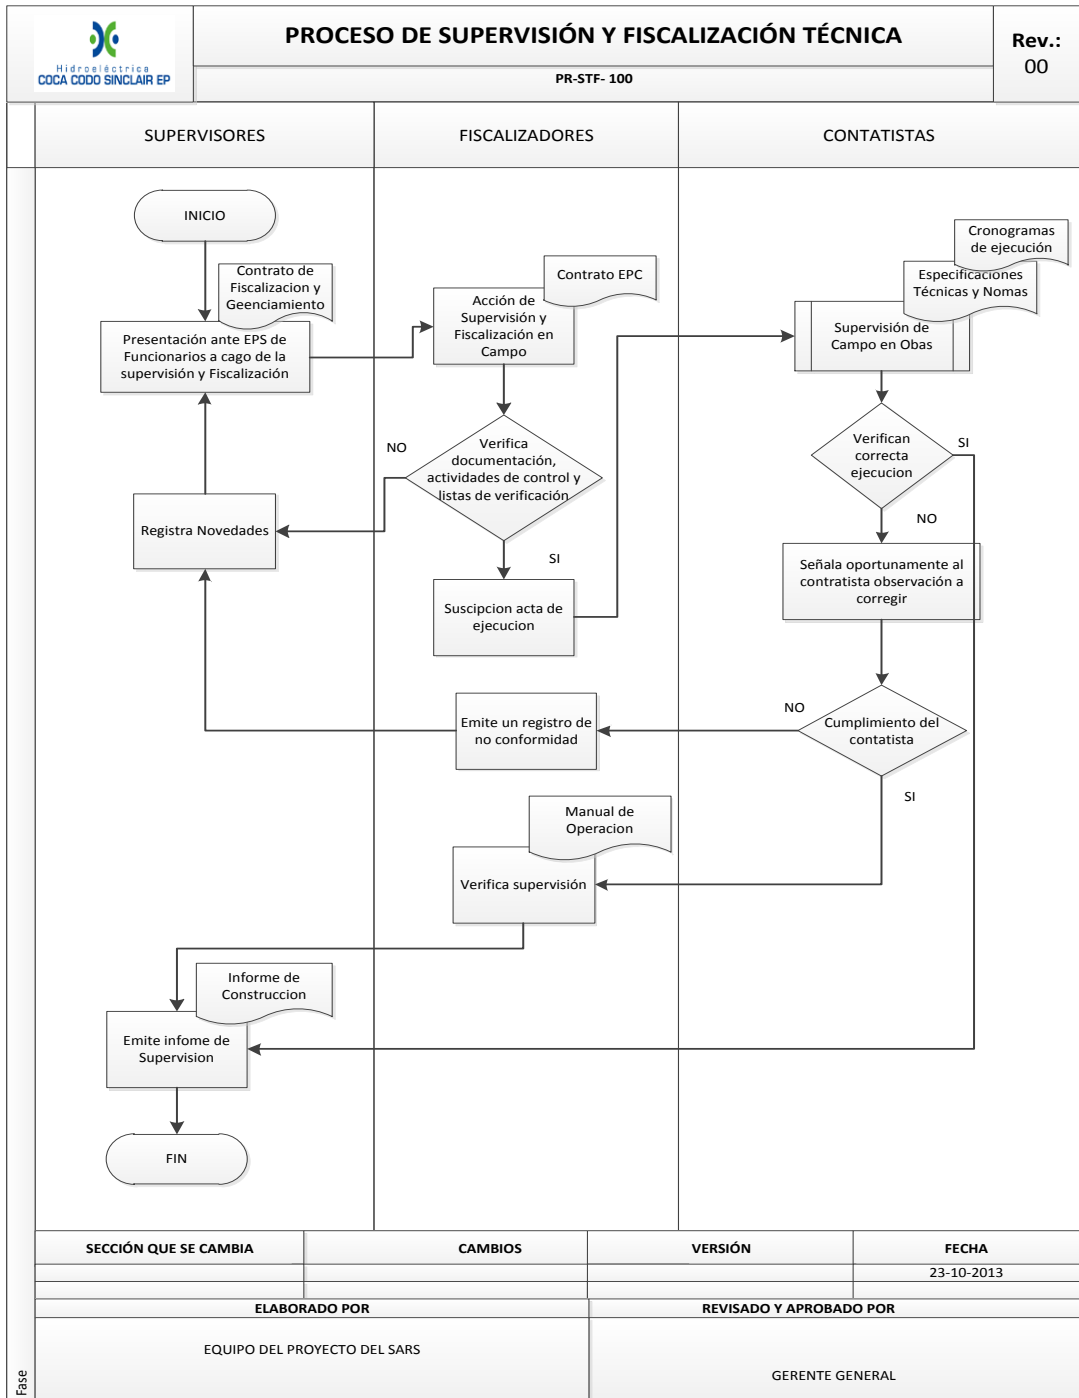 PROCESO DE SUPERVISIÓN Y FISCALIZACIÓN TÉCNICA
PR-STF- 100
Rev.:
00
Hidroeléctrica
COCA CODO SINCLAIR EP
SUPERVISORES
FISCALIZADORES
CONTATISTAS
INICIO
Contrato de
Fiscalizacion y
Geenciamiento
Presentación ante EPS de
Funcionarios a cago de la
supervisión y Fiscalización
Contrato EPC
Acción de
Supervisión y
Fiscalización en
Campo
Cronogramas
de ejecución
Especificaciones
Técnicas y Nomas
Supervisión de
Campo en Obas
NO
Verifica
documentación,
actividades de control y
listas de verificación
SI
Verifican
correcta
ejecucion
SI
NO
Registra Novedades
Suscipcion acta de
ejecucion
Señala oportunamente al
contratista observación a
corregir
Emite un registro de
no conformidad
NO
Cumplimiento del
contatista
SI
Manual de
Operacion
Verifica supervisión
Informe de
Construccion
Emite infome de
Supervision
FIN
SECCIÓN QUE SE CAMBIA
CAMBIOS
VERSIÓN
FECHA
23-10-2013
ELABORADO POR
REVISADO Y APROBADO POR
EQUIPO DEL PROYECTO DEL SARS
GERENTE GENERAL
Fase